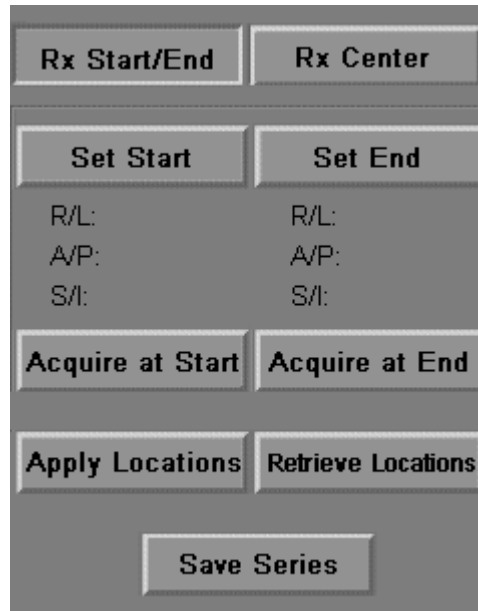 Rx Start/End Rx Center
Set Start Set End
R/L: R/L:
A/P: A/P:
S/I: S/I:
Acquire at Start Acquire at End
Apply Locations Retrieve Locations
Save Series